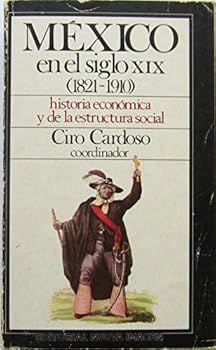 MÉXICO
en el siglo XIX
(1821-1910)
historia económica
y de la estructura social
Ciro Cardoso
coordinador
EDITORIAL NUEVA IMAGEN